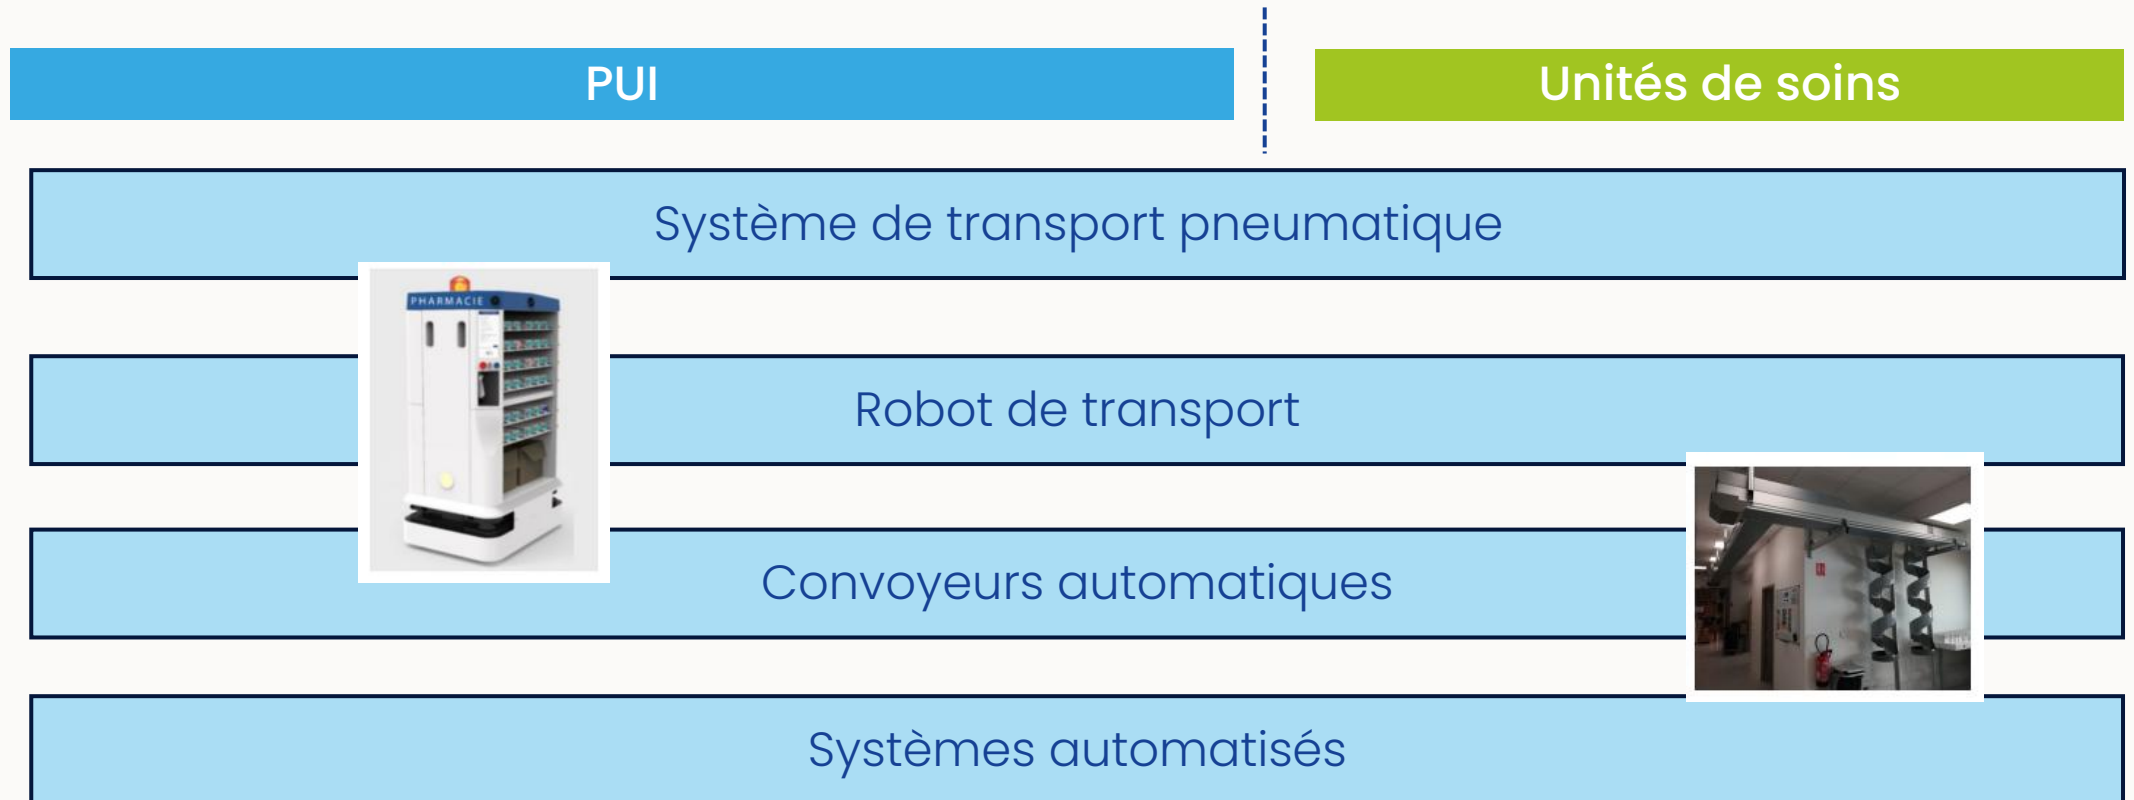 PUI
Unités de soins
Système de transport pneumatique
PHARMACIE
Robot de transport
Convoyeurs automatiques
Systèmes automatisés